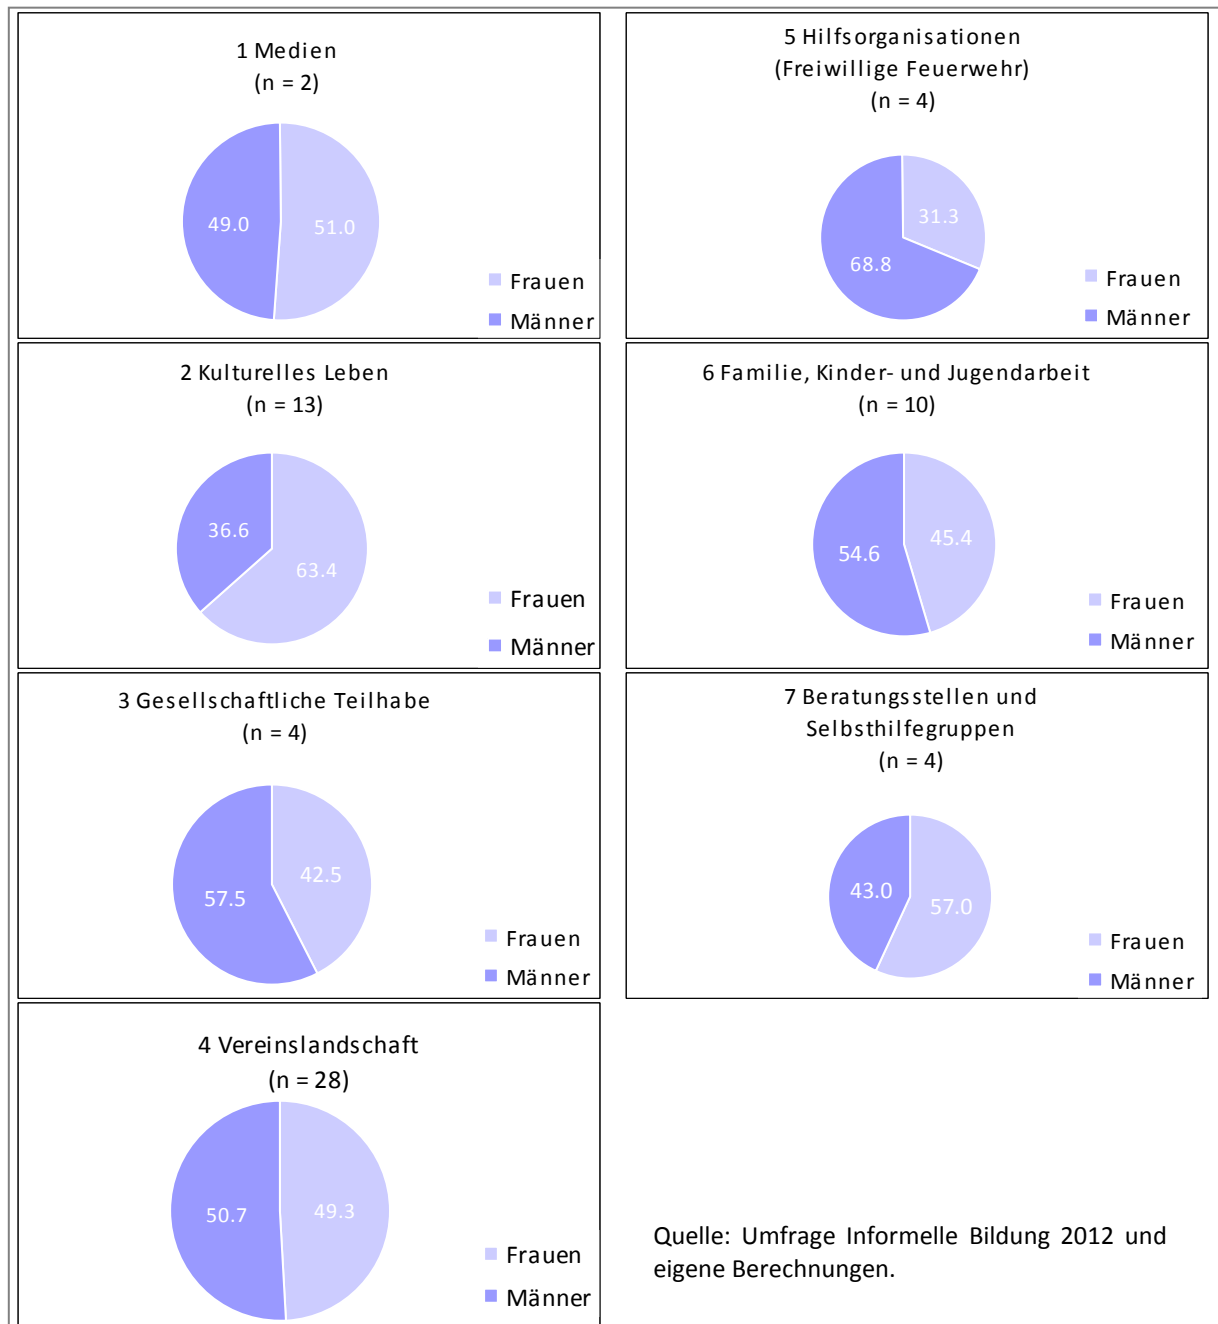 1 Medien
(n = 2)
49.0
51.0
Frauen
Männer
2 Kulturelles Leben
(n = 13)
36.6
63.4
Frauen
Männer
3 Gesellschaftliche Teilhabe
(n = 4)
42.5
57.5
Frauen
Männer
4 Vereinslandschaft
(n = 28)
50.7
49.3
Frauen
Männer
5 Hilfsorganisationen
(Freiwillige Feuerwehr)
(n = 4)
31.3
68.8
Frauen
Männer
6 Familie, Kinder- und Jugendarbeit
(n = 10)
45.4
54.6
Frauen
Männer
7 Beratungsstellen und
Selbsthilfegruppen
(n = 4)
43.0
57.0
Frauen
Männer
Quelle: Umfrage Informelle Bildung 2012 und
eigene Berechnungen.